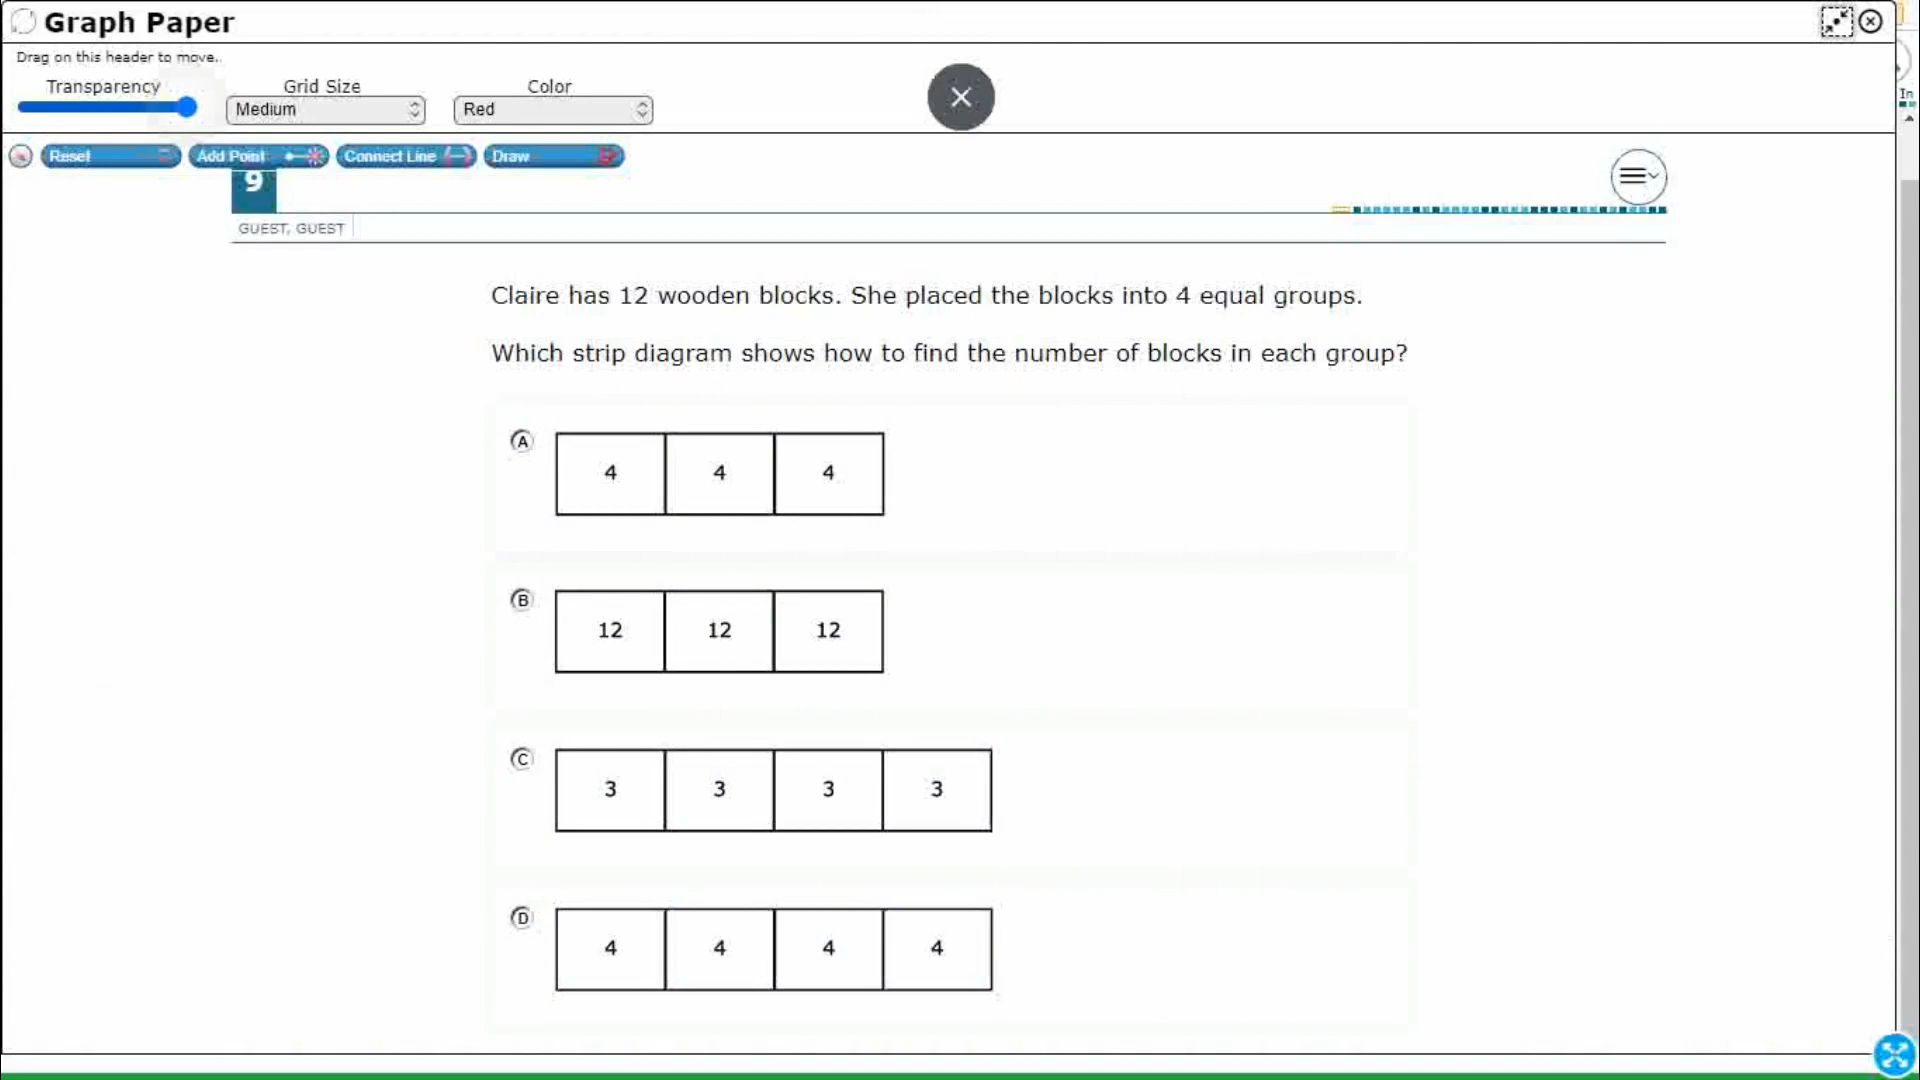 Graph Paper
Drag on this header to move..
Transparency
Grid Size
Color
Medium
Red
Reset
Add Point
Connect Line
Draw
In
9
GUEST, GUEST
Claire has 12 wooden blocks. She placed the blocks into 4 equal groups.
Which strip diagram shows how to find the number of blocks in each group?
A
4 4 4
B
12 12 12
C
3 3 3 3
D
4 4 4 4